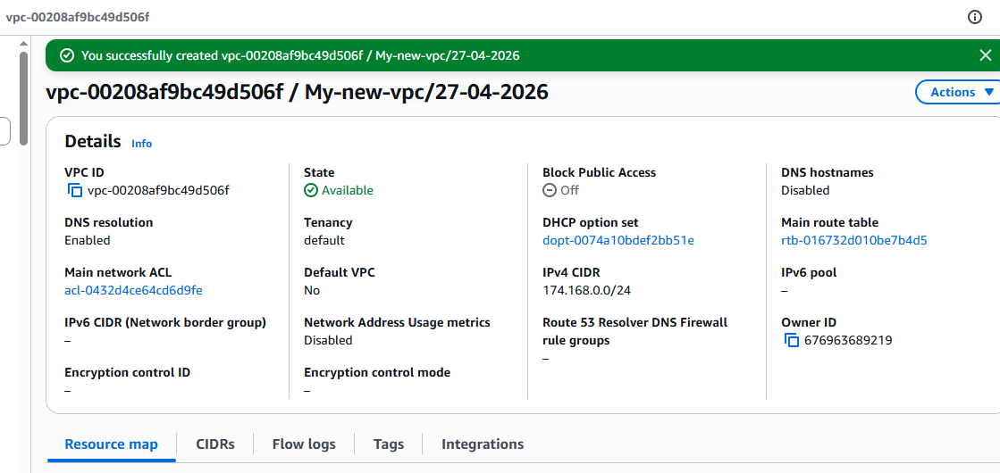 vpc-00208af9bc49d506f
You successfully created vpc-00208af9bc49d506f / My-new-vpc/27-04-2026
vpc-00208af9bc49d506f / My-new-vpc/27-04-2026
Actions
Details Info
VPC ID
vpc-00208af9bc49d506f
State
Available
Block Public Access
Off
DNS hostnames
Disabled
DNS resolution
Enabled
Tenancy
default
DHCP option set
dopt-0074a10bdef2bb51e
Main route table
rtb-016732d010be7b4d5
Main network ACL
acl-0432d4ce64cd6d9fe
Default VPC
No
IPv4 CIDR
174.168.0.0/24
IPv6 pool
–
IPv6 CIDR (Network border group)
–
Network Address Usage metrics
Disabled
Route 53 Resolver DNS Firewall
rule groups
–
Owner ID
676963689219
Encryption control ID
–
Encryption control mode
–
Resource map CIDRs Flow logs Tags Integrations